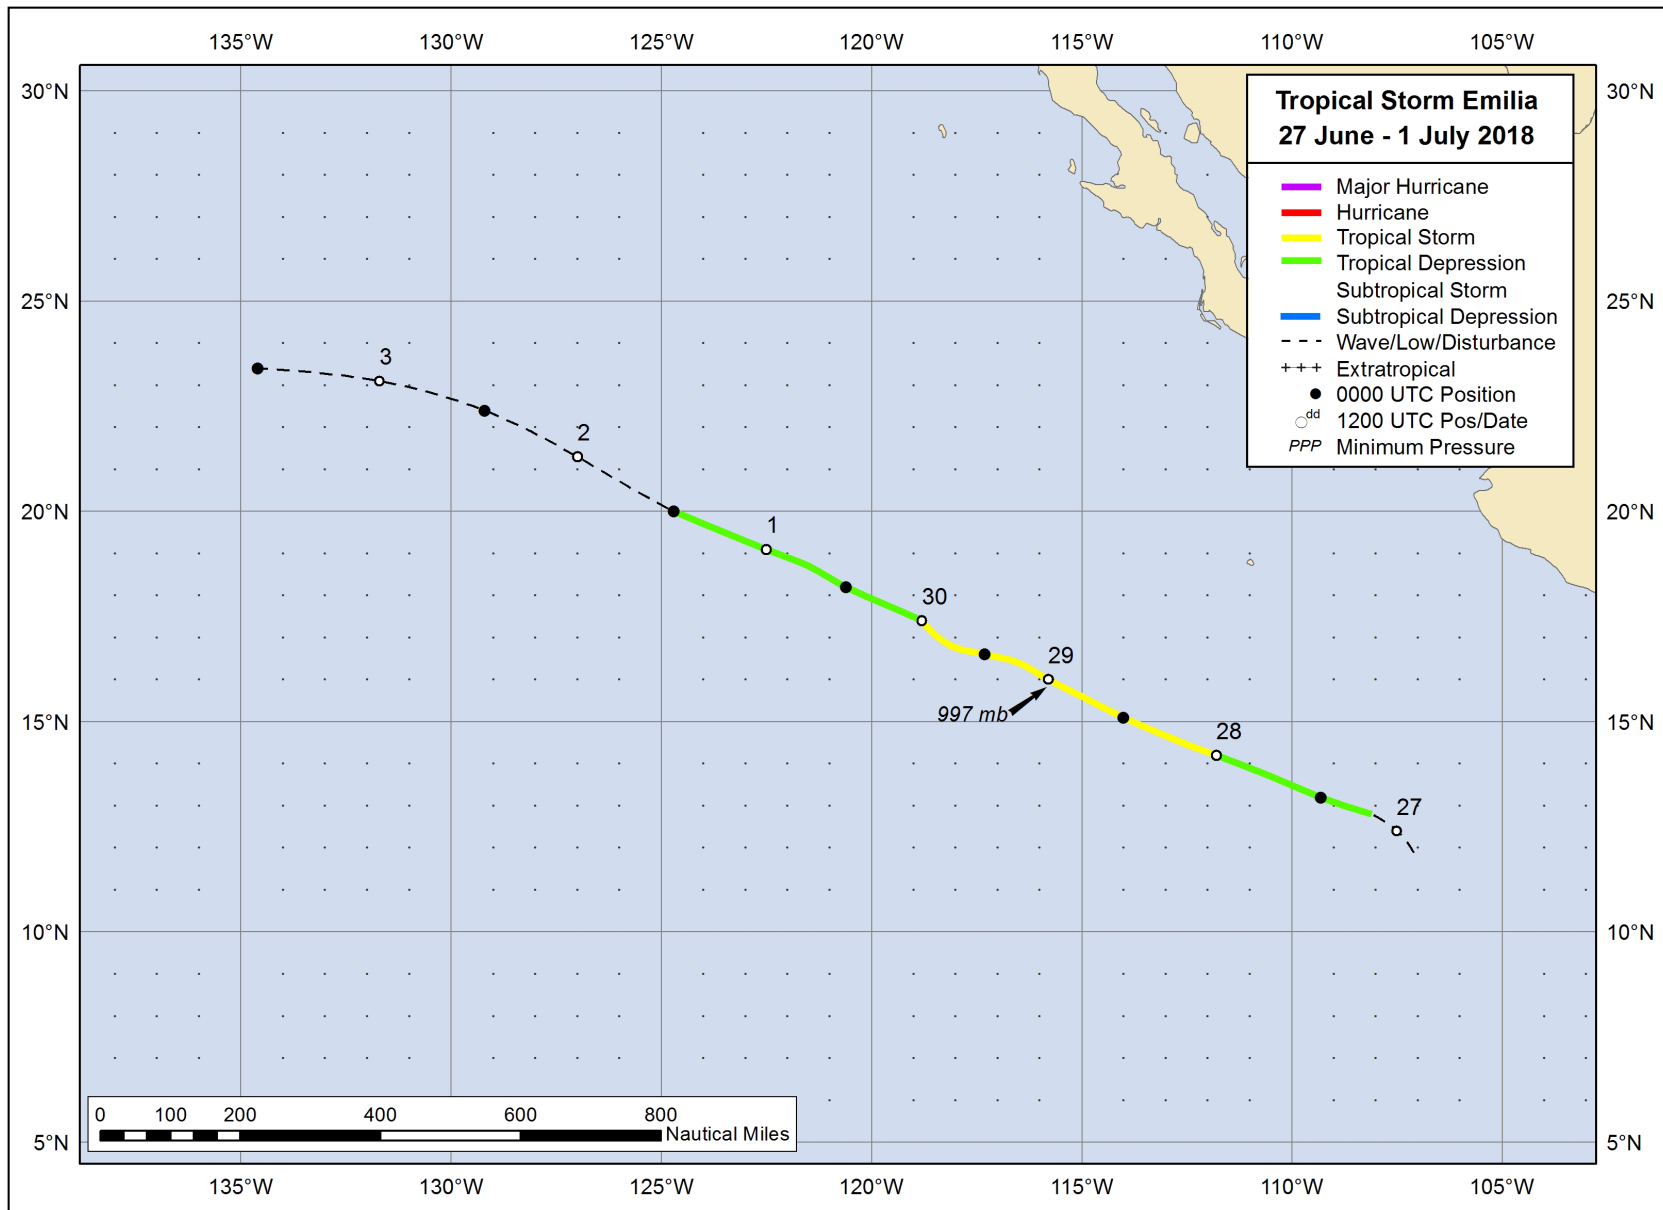 135°W 130°W 125°W 120°W 115°W 110°W 105°W
30°N 30°N
Tropical Storm Emilia
27 June - 1 July 2018
Major Hurricane
Hurricane
Tropical Storm
Tropical Depression
Subtropical Storm
Subtropical Depression
Wave/Low/Disturbance
Extratropical
0000 UTC Position
dd 1200 UTC Pos/Date
PPP Minimum Pressure
25°N 25°N
3
2
20°N 20°N
1
30
29
997 mb
15°N 15°N
28
27
10°N 10°N
0 100 200 400 600 800
Nautical Miles
5°N 5°N
135°W 130°W 125°W 120°W 115°W 110°W 105°W